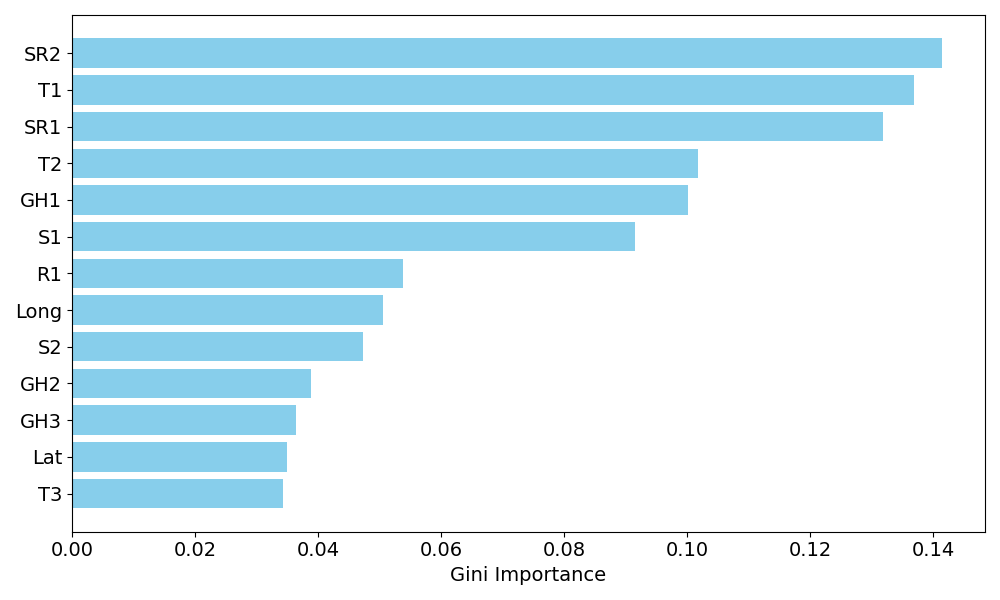 SR2
T1
SR1
T2
GH1
S1
R1
Long
S2
GH2
GH3
Lat
T3
0.00 0.02 0.04 0.06 0.08 0.10 0.12 0.14
Gini Importance